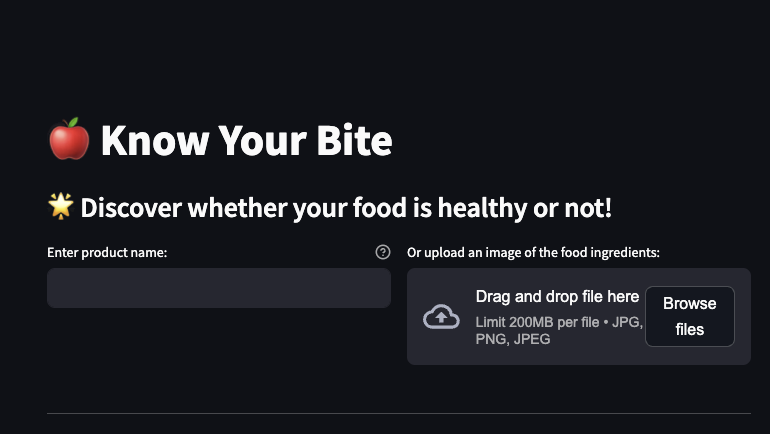 🍎 Know Your Bite
🌟 Discover whether your food is healthy or not!
Enter product name:
Or upload an image of the food ingredients:
Drag and drop file here
Limit 200MB per file • JPG,
PNG, JPEG
Browse
files